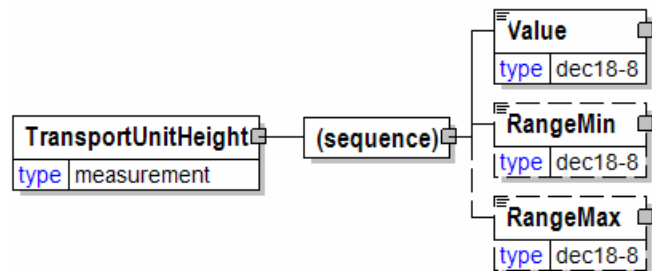 Value
type dec18-8
TransportUnitHeight
type measurement
(sequence)
RangeMin
type dec18-8
RangeMax
type dec18-8